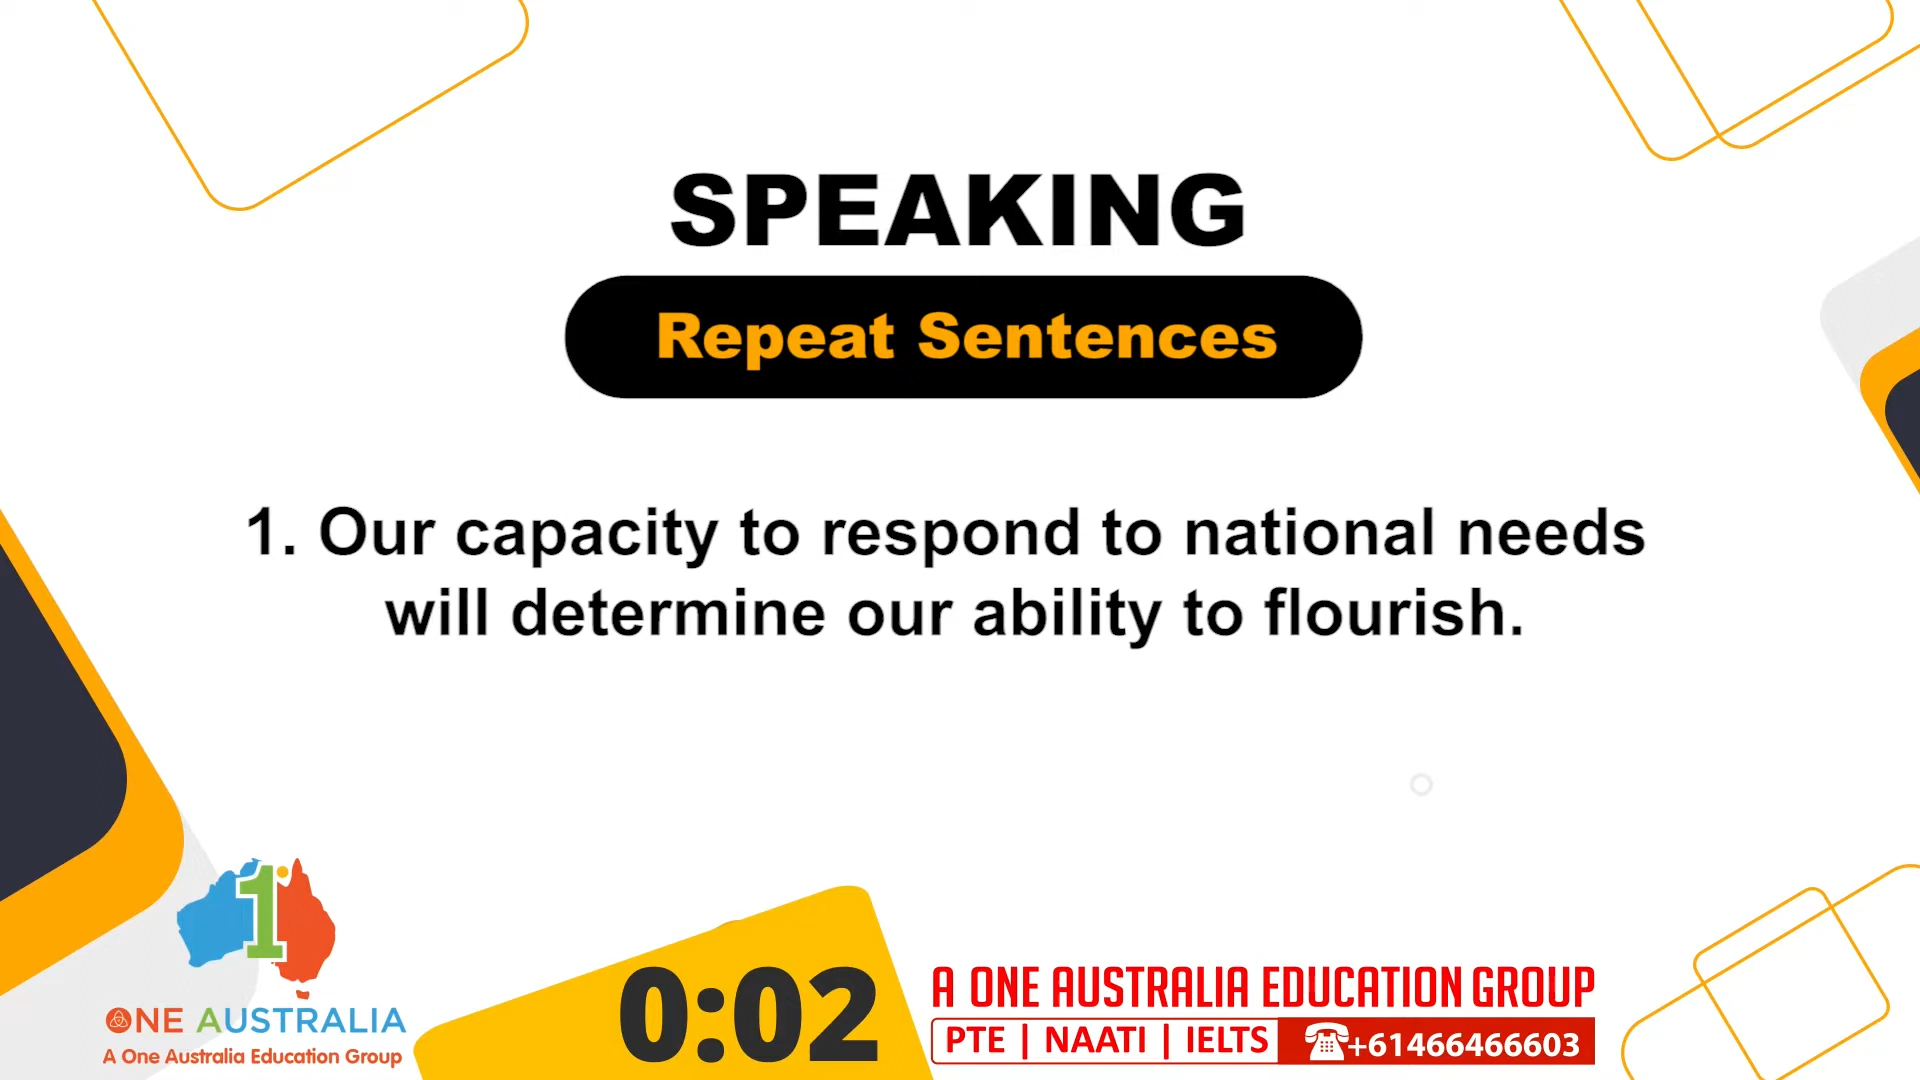 SPEAKING
Repeat Sentences
1. Our capacity to respond to national needs
will determine our ability to flourish.
1
ONE AUSTRALIA
A One Australia Education Group
0:02
A ONE AUSTRALIA EDUCATION GROUP
PTE | NAATI | IELTS +61466466603